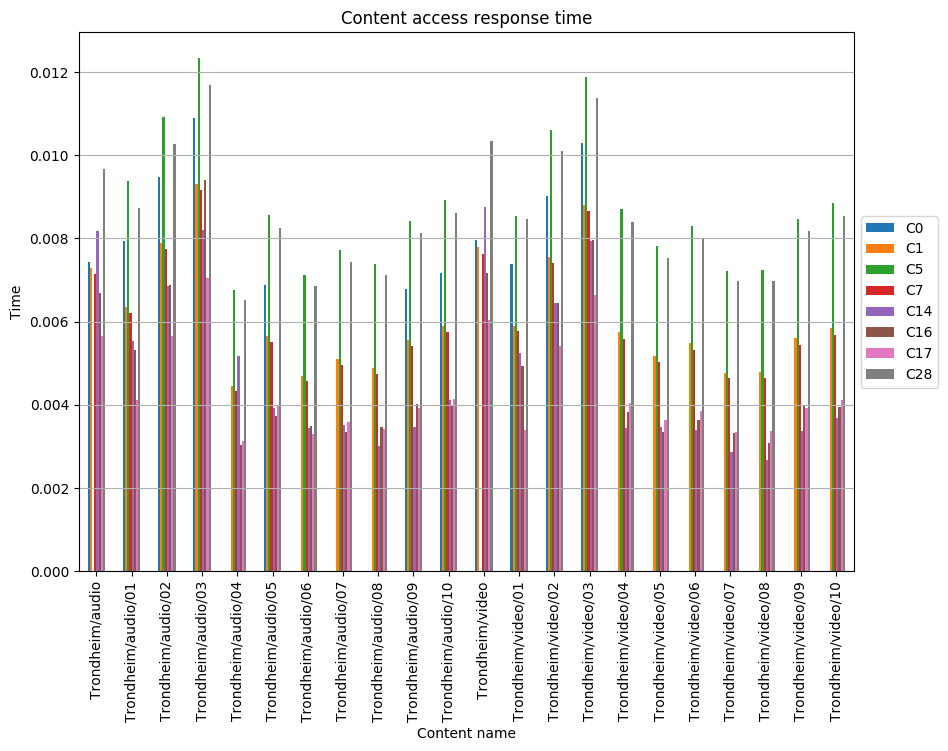 Content access response time
0.012
0.010
0.008
0.006
0.004
0.002
0.000
Time
C0
C1
C5
C7
C14
C16
C17
C28
Trondheim/audio
Trondheim/audio/01
Trondheim/audio/02
Trondheim/audio/03
Trondheim/audio/04
Trondheim/audio/05
Trondheim/audio/06
Trondheim/audio/07
Trondheim/audio/08
Trondheim/audio/09
Trondheim/audio/10
Trondheim/video
Trondheim/video/01
Trondheim/video/02
Trondheim/video/03
Trondheim/video/04
Trondheim/video/05
Trondheim/video/06
Trondheim/video/07
Trondheim/video/08
Trondheim/video/09
Trondheim/video/10
Content name